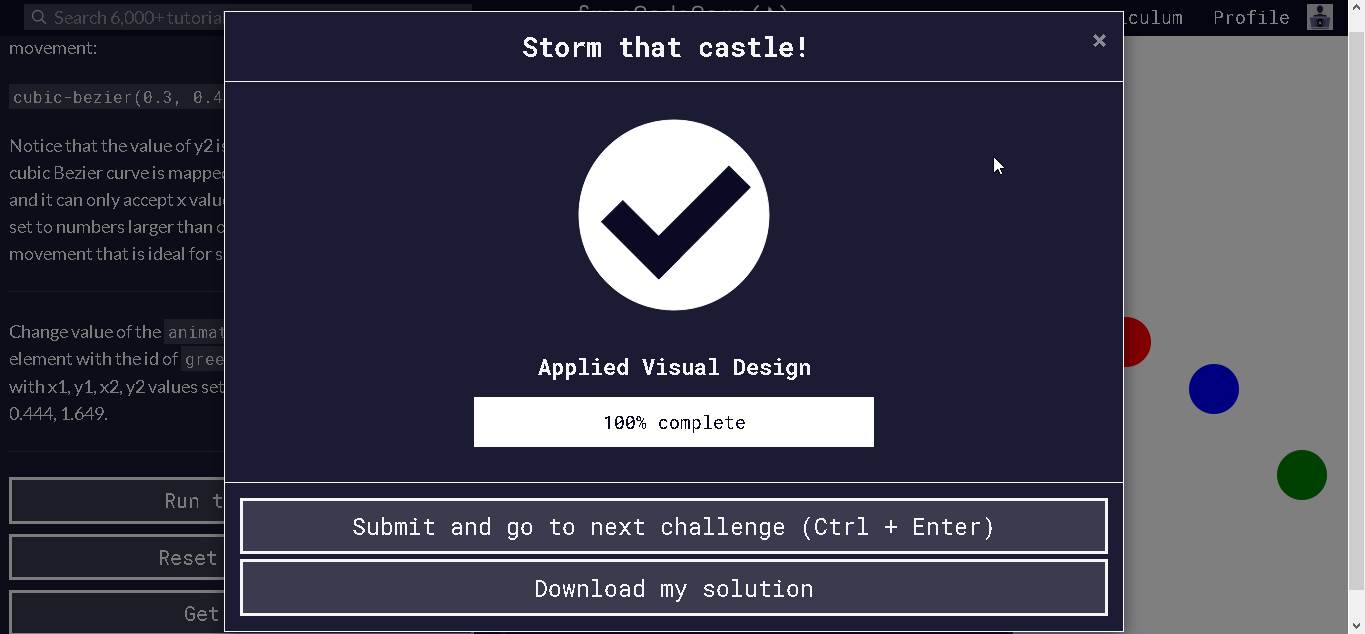 Search 6,000+ tutoria
culum
Profile
Storm that castle!
×
movement:
cubic-bezier(0.3, 0.4
Notice that the value of y2 is
cubic Bezier curve is mapped
and it can only accept x valu
set to numbers larger than o
movement that is ideal for s
Change value of the animat
element with the id of gree
with x1, y1, x2, y2 values set
0.444, 1.649.
Applied Visual Design
100% complete
Run t
Reset
Get
Submit and go to next challenge (Ctrl + Enter)
Download my solution